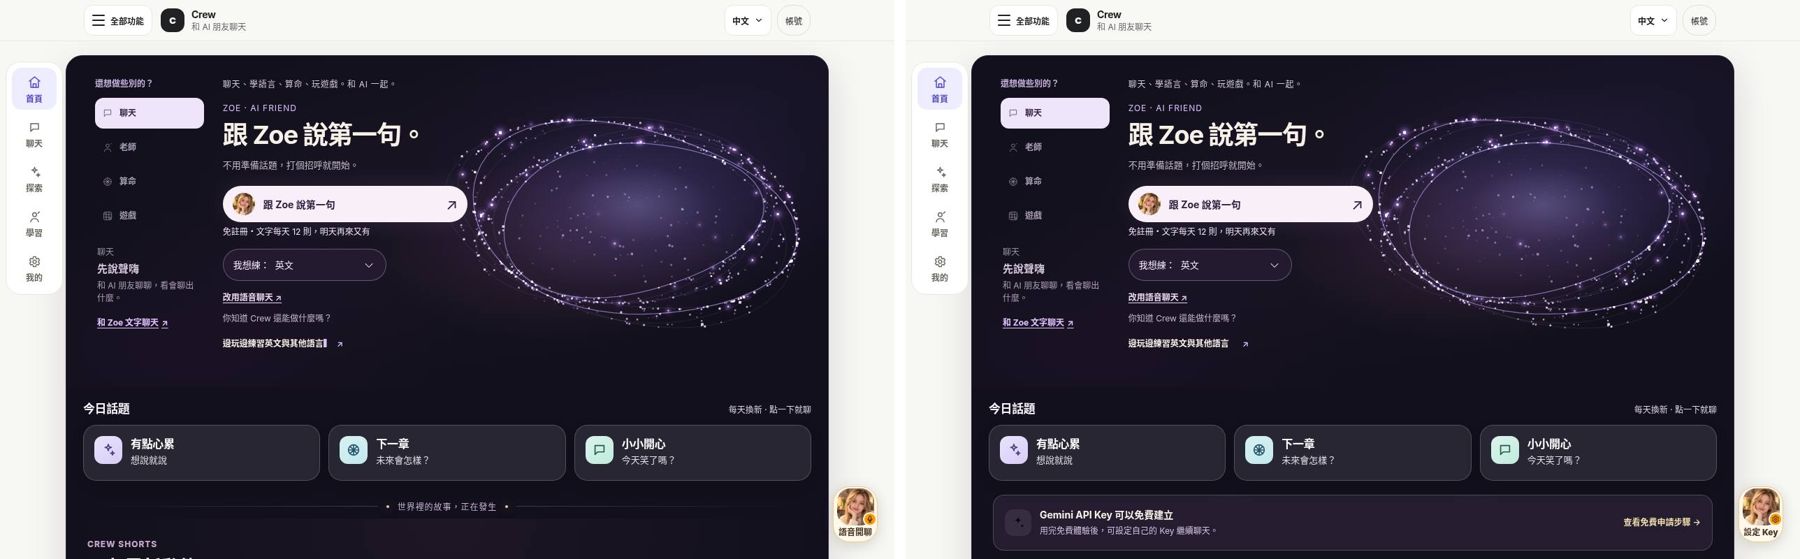 全部功能
C
Crew
和 AI 朋友聊天
中文
帳號
首頁
聊天
探索
學習
我的
還想做些別的？
聊天
老師
算命
遊戲
聊天
先說聲嗨
和 AI 朋友聊聊，看會聊出
什麼。
和 Zoe 文字聊天
聊天、學語言、算命、玩遊戲。和 AI 一起。
ZOE · AI FRIEND
跟 Zoe 說第一句。
不用準備話題，打個招呼就開始。
跟 Zoe 說第一句
免註冊・文字每天 12 則，明天再來又有
我想練： 英文
改用語音聊天
你知道 Crew 還能做什麼嗎？
邊玩邊練習英文與其他語言
今日話題
每天換新 · 點一下就聊
有點心累
想說就說
下一章
未來會怎樣？
小小開心
今天笑了嗎？
世界裡的故事，正在發生
CREW SHORTS
語音開聊
全部功能
C
Crew
和 AI 朋友聊天
中文
帳號
首頁
聊天
探索
學習
我的
還想做些別的？
聊天
老師
算命
遊戲
聊天
先說聲嗨
和 AI 朋友聊聊，看會聊出
什麼。
和 Zoe 文字聊天
聊天、學語言、算命、玩遊戲。和 AI 一起。
ZOE · AI FRIEND
跟 Zoe 說第一句。
不用準備話題，打個招呼就開始。
跟 Zoe 說第一句
免註冊・文字每天 12 則，明天再來又有
我想練： 英文
改用語音聊天
你知道 Crew 還能做什麼嗎？
邊玩邊練習英文與其他語言
今日話題
每天換新 · 點一下就聊
有點心累
想說就說
下一章
未來會怎樣？
小小開心
今天笑了嗎？
Gemini API Key 可以免費建立
用完免費體驗後，可設定自己的 Key 繼續聊天。
查看免費申請步驟 →
設定 Key